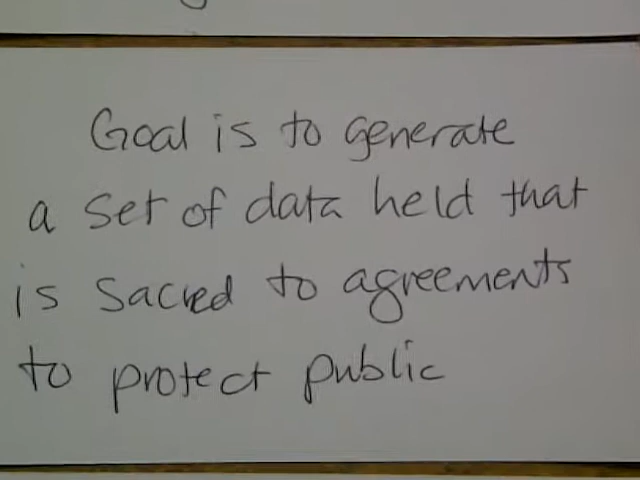 Goal is to generate
a set of data held that
is sacred to agreements
to protect public